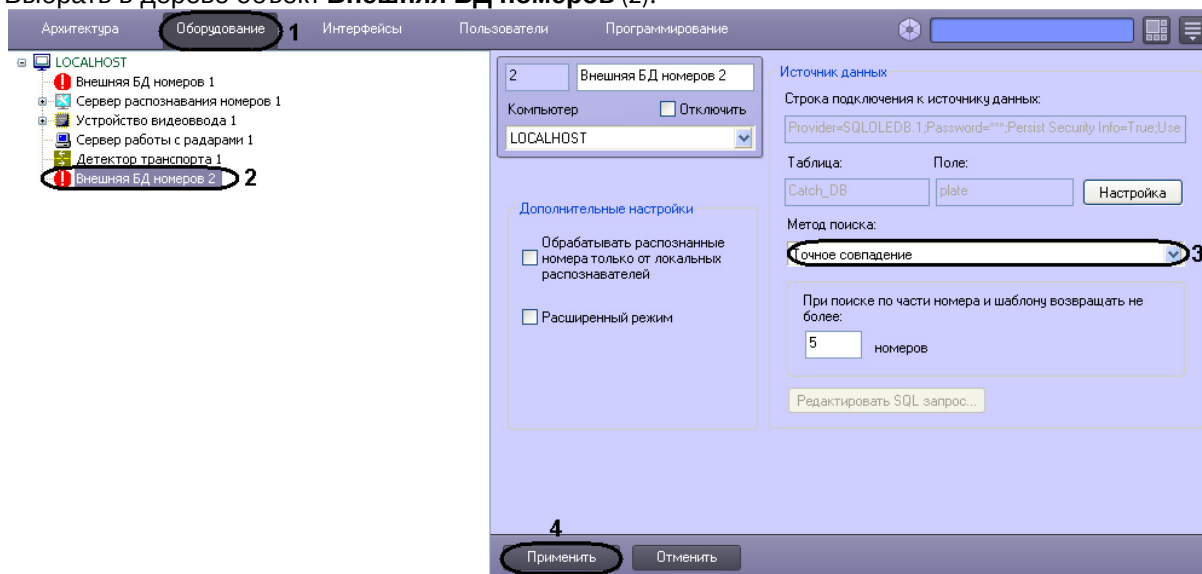 Выбрать в дереве объект Внешняя БД номеров (2).
Архитектура Оборудование 1 Интерфейсы Пользователи Программирование
LOCALHOST
Внешняя БД номеров 1
Сервер распознавания номеров 1
Устройство видеоввода 1
Сервер работы с радарами 1
Детектор транспорта 1
Внешняя БД номеров 2 2
2 Внешняя БД номеров 2
Компьютер Отключить
LOCALHOST
Дополнительные настройки
Обрабатывать распознанные
номера только от локальных
распознавателей
Расширенный режим
Источник данных
Строка подключения к источнику данных:
Provider=SQLOLEDB.1;Password=***;Persist Security Info=True;Use
Таблица: Поле:
Catch_DB plate Настройка
Метод поиска:
Точное совпадение 3
При поиске по части номера и шаблону возвращать не
более:
5 номеров
Редактировать SQL запрос...
4
Применить Отменить